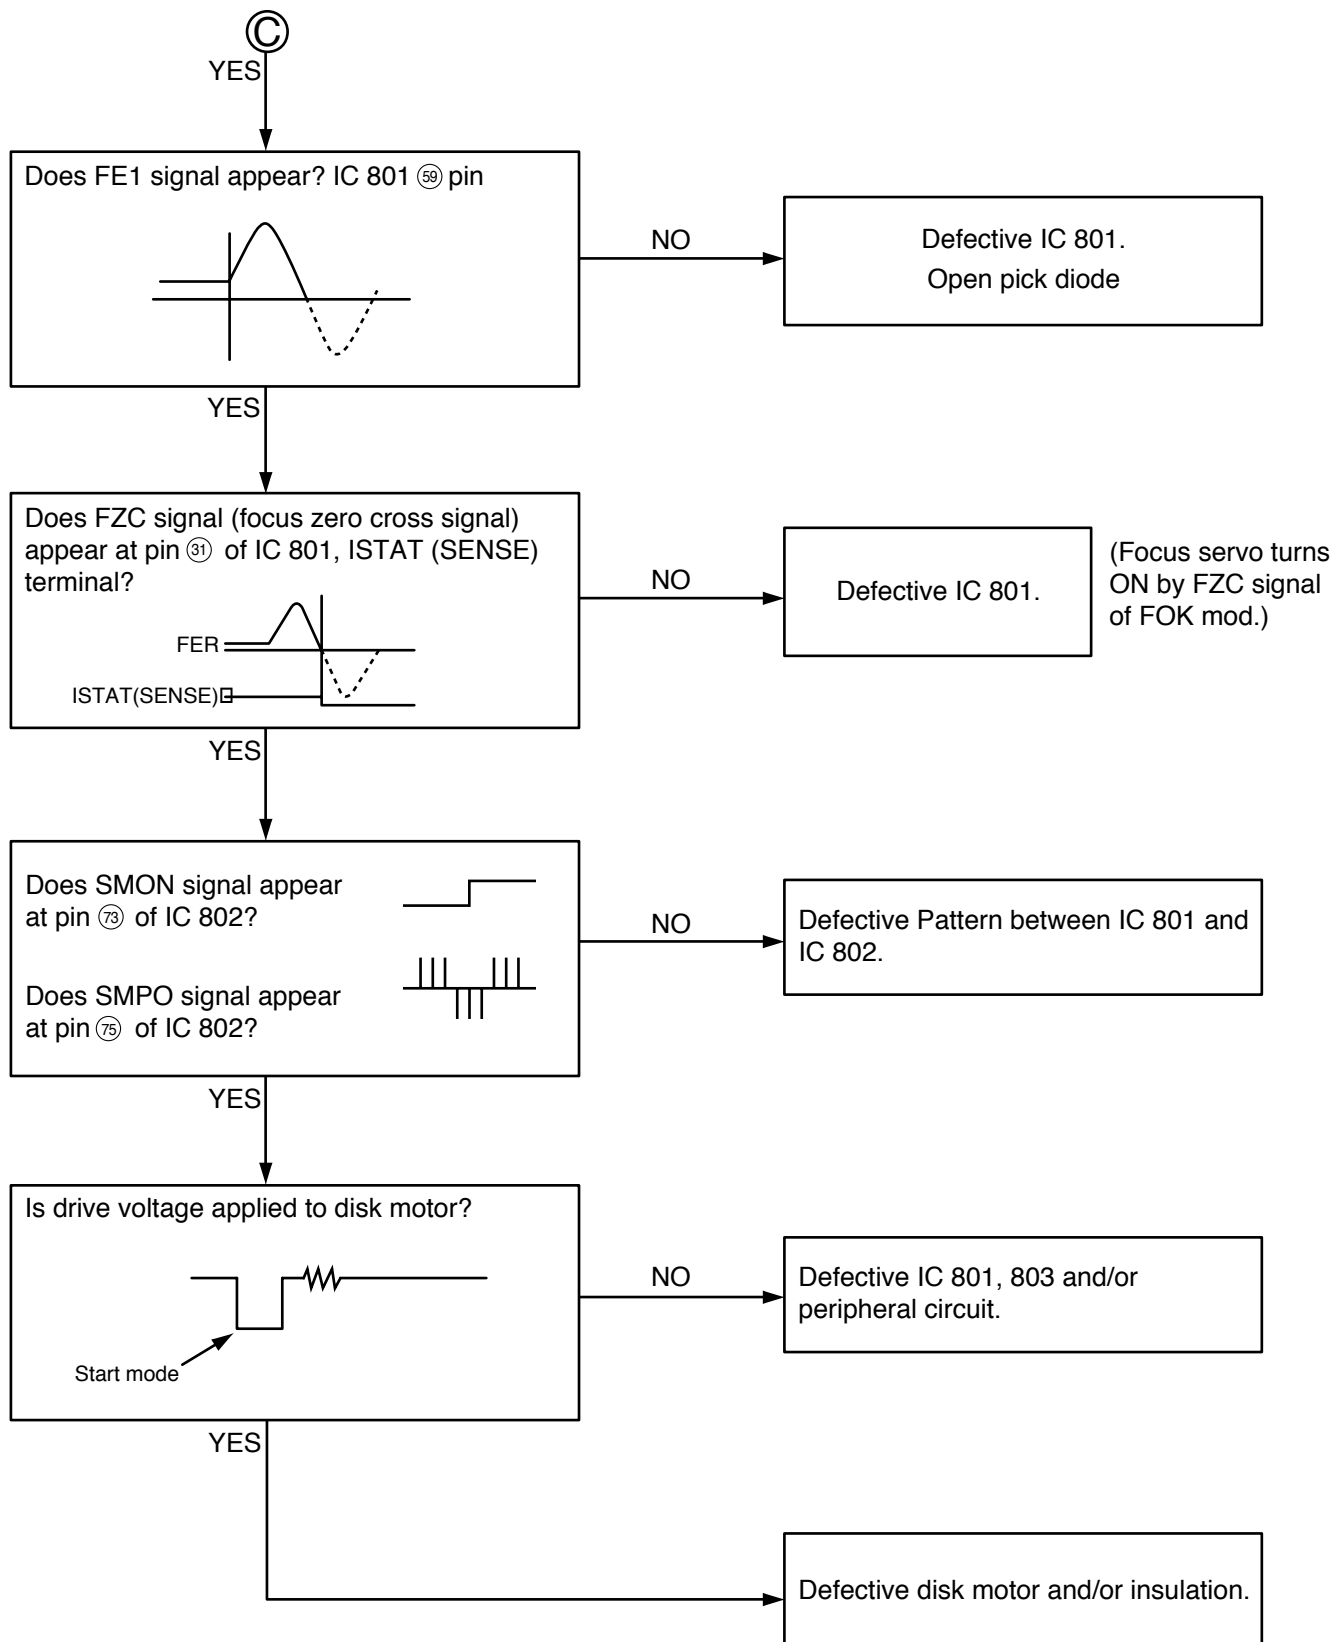 Ⓒ
YES
Does FE1 signal appear? IC 801 59 pin
NO
Defective IC 801.
Open pick diode
YES
Does FZC signal (focus zero cross signal)
appear at pin 31 of IC 801, ISTAT (SENSE)
terminal?
FER
ISTAT(SENSE)
NO
Defective IC 801.
(Focus servo turns
ON by FZC signal
of FOK mod.)
YES
Does SMON signal appear
at pin 73 of IC 802?
Does SMPO signal appear
at pin 75 of IC 802?
NO
Defective Pattern between IC 801 and
IC 802.
YES
Is drive voltage applied to disk motor?
Start mode
NO
Defective IC 801, 803 and/or
peripheral circuit.
YES
Defective disk motor and/or insulation.